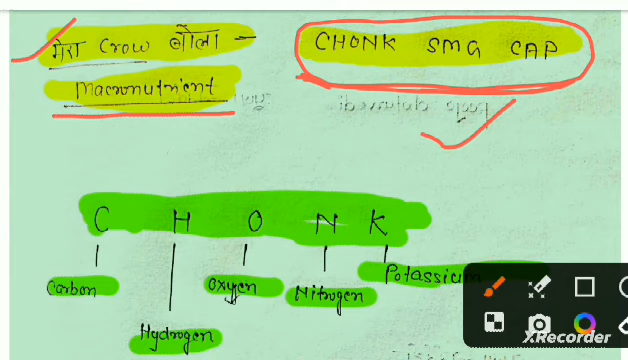 मेरा Crow बोला - CHONK SMG CAP
Macronutrient
C H O N K
Carbon Hydrogen Oxygen Nitrogen Potassium
XRecorder